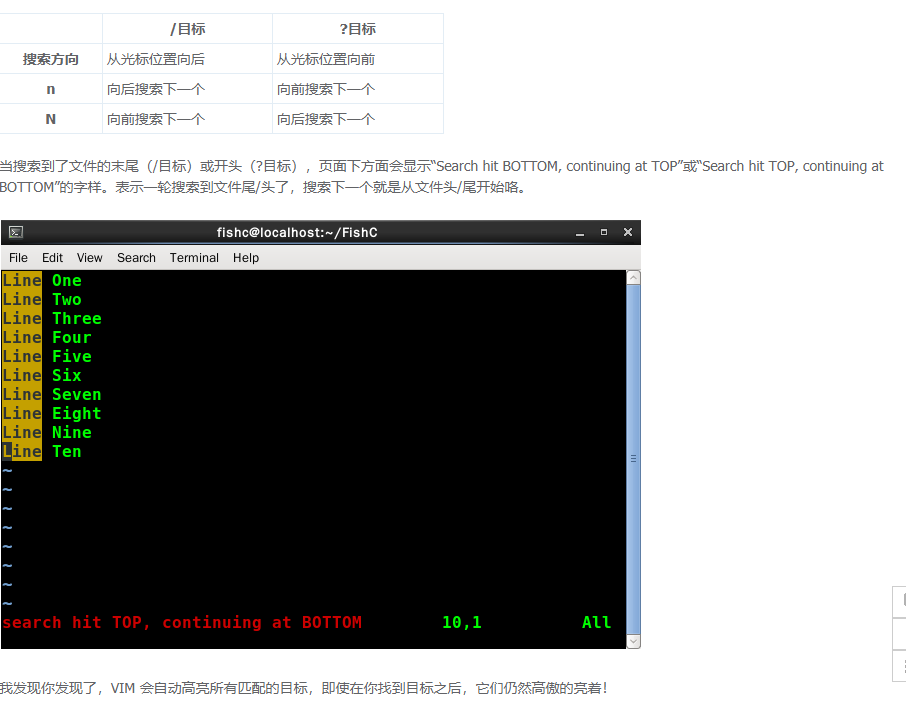 /目标 ?目标
搜索方向 从光标位置向后 从光标位置向前
n 向后搜索下一个 向前搜索下一个
N 向前搜索下一个 向后搜索下一个
当搜索到了文件的末尾（/目标）或开头（?目标），页面下方面会显示“Search hit BOTTOM, continuing at TOP”或“Search hit TOP, continuing at
BOTTOM”的字样。表示一轮搜索到文件尾/头了，搜索下一个就是从文件头/尾开始咯。
fishc@localhost:~/FishC
File Edit View Search Terminal Help
Line One
Line Two
Line Three
Line Four
Line Five
Line Six
Line Seven
Line Eight
Line Nine
Line Ten
~
~
~
~
~
~
~
~
search hit TOP, continuing at BOTTOM 10,1 All
我发现你发现了，VIM 会自动高亮所有匹配的目标，即使在你找到目标之后，它们仍然高傲的亮着！